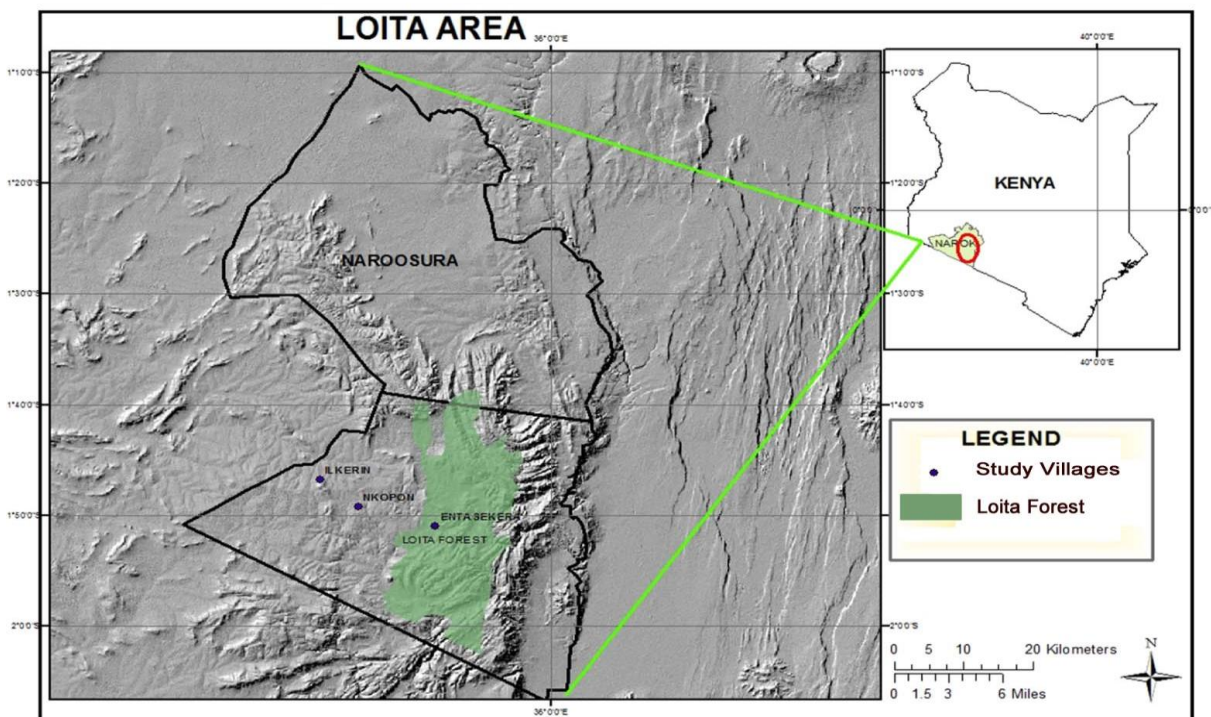 LOITA AREA
36°0'0"E
40°0'0"E
1°10'0"S
1°10'0"S
1°20'0"S
1°20'0"S
KENYA
0°0'0"
NAROK
NAROOSURA
1°30'0"S
1°30'0"S
40°0'0"E
1°40'0"S
1°40'0"S
LEGEND
Study Villages
Loita Forest
ILKERIN
NKOPON
ENTASEKERA
LOITA FOREST
1°50'0"S
1°50'0"S
2°0'0"S
2°0'0"S
0 5 10 20 Kilometers
0 1.5 3 6 Miles
N
36°0'0"E